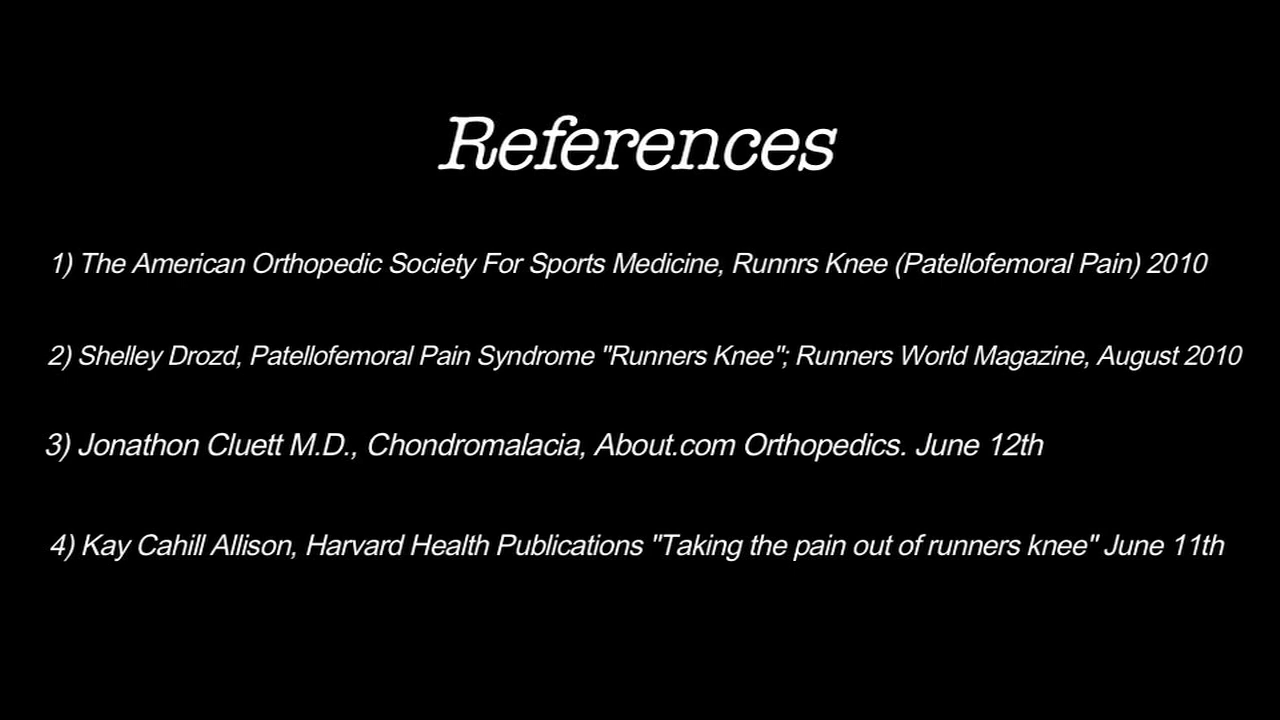 References
1) The American Orthopedic Society For Sports Medicine, Runnrs Knee (Patellofemoral Pain) 2010
2) Shelley Drozd, Patellofemoral Pain Syndrome "Runners Knee"; Runners World Magazine, August 2010
3) Jonathon Cluett M.D., Chondromalacia, About.com Orthopedics. June 12th
4) Kay Cahill Allison, Harvard Health Publications "Taking the pain out of runners knee" June 11th